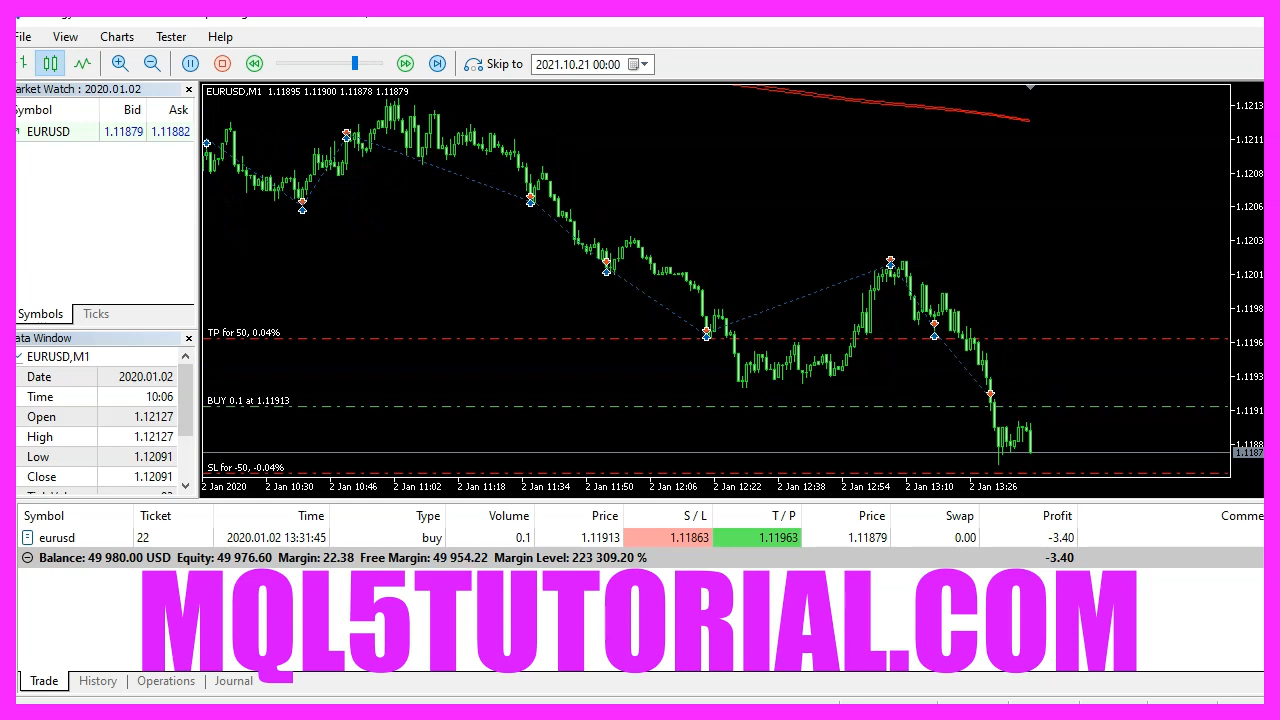 File View Charts Tester Help
Skip to 2021.10.21 00:00
Market Watch : 2020.01.02
Symbol Bid Ask
EURUSD 1.11879 1.11882
Symbols Ticks
Data Window
EURUSD,M1
Date 2020.01.02
Time 10:06
Open 1.12127
High 1.12127
Low 1.12091
Close 1.12091
EURUSD,M1 1.11895 1.11900 1.11878 1.11879
TP for 50, 0.04%
BUY 0.1 at 1.11913
SL for -50, -0.04%
1.1213
1.1211
1.1208
1.1206
1.1203
1.1201
1.1198
1.1196
1.1193
1.1191
1.1188
1.1187
2 Jan 2020 2 Jan 10:30 2 Jan 10:46 2 Jan 11:02 2 Jan 11:18 2 Jan 11:34 2 Jan 11:50 2 Jan 12:06 2 Jan 12:22 2 Jan 12:38 2 Jan 12:54 2 Jan 13:10 2 Jan 13:26
Symbol Ticket Time Type Volume Price S / L T / P Price Swap Profit Comme
eurusd 22 2020.01.02 13:31:45 buy 0.1 1.11913 1.11863 1.11963 1.11879 0.00 -3.40
Balance: 49 980.00 USD Equity: 49 976.60 Margin: 22.38 Free Margin: 49 954.22 Margin Level: 223 309.20 % -3.40
MQL5TUTORIAL.COM
Trade History Operations Journal